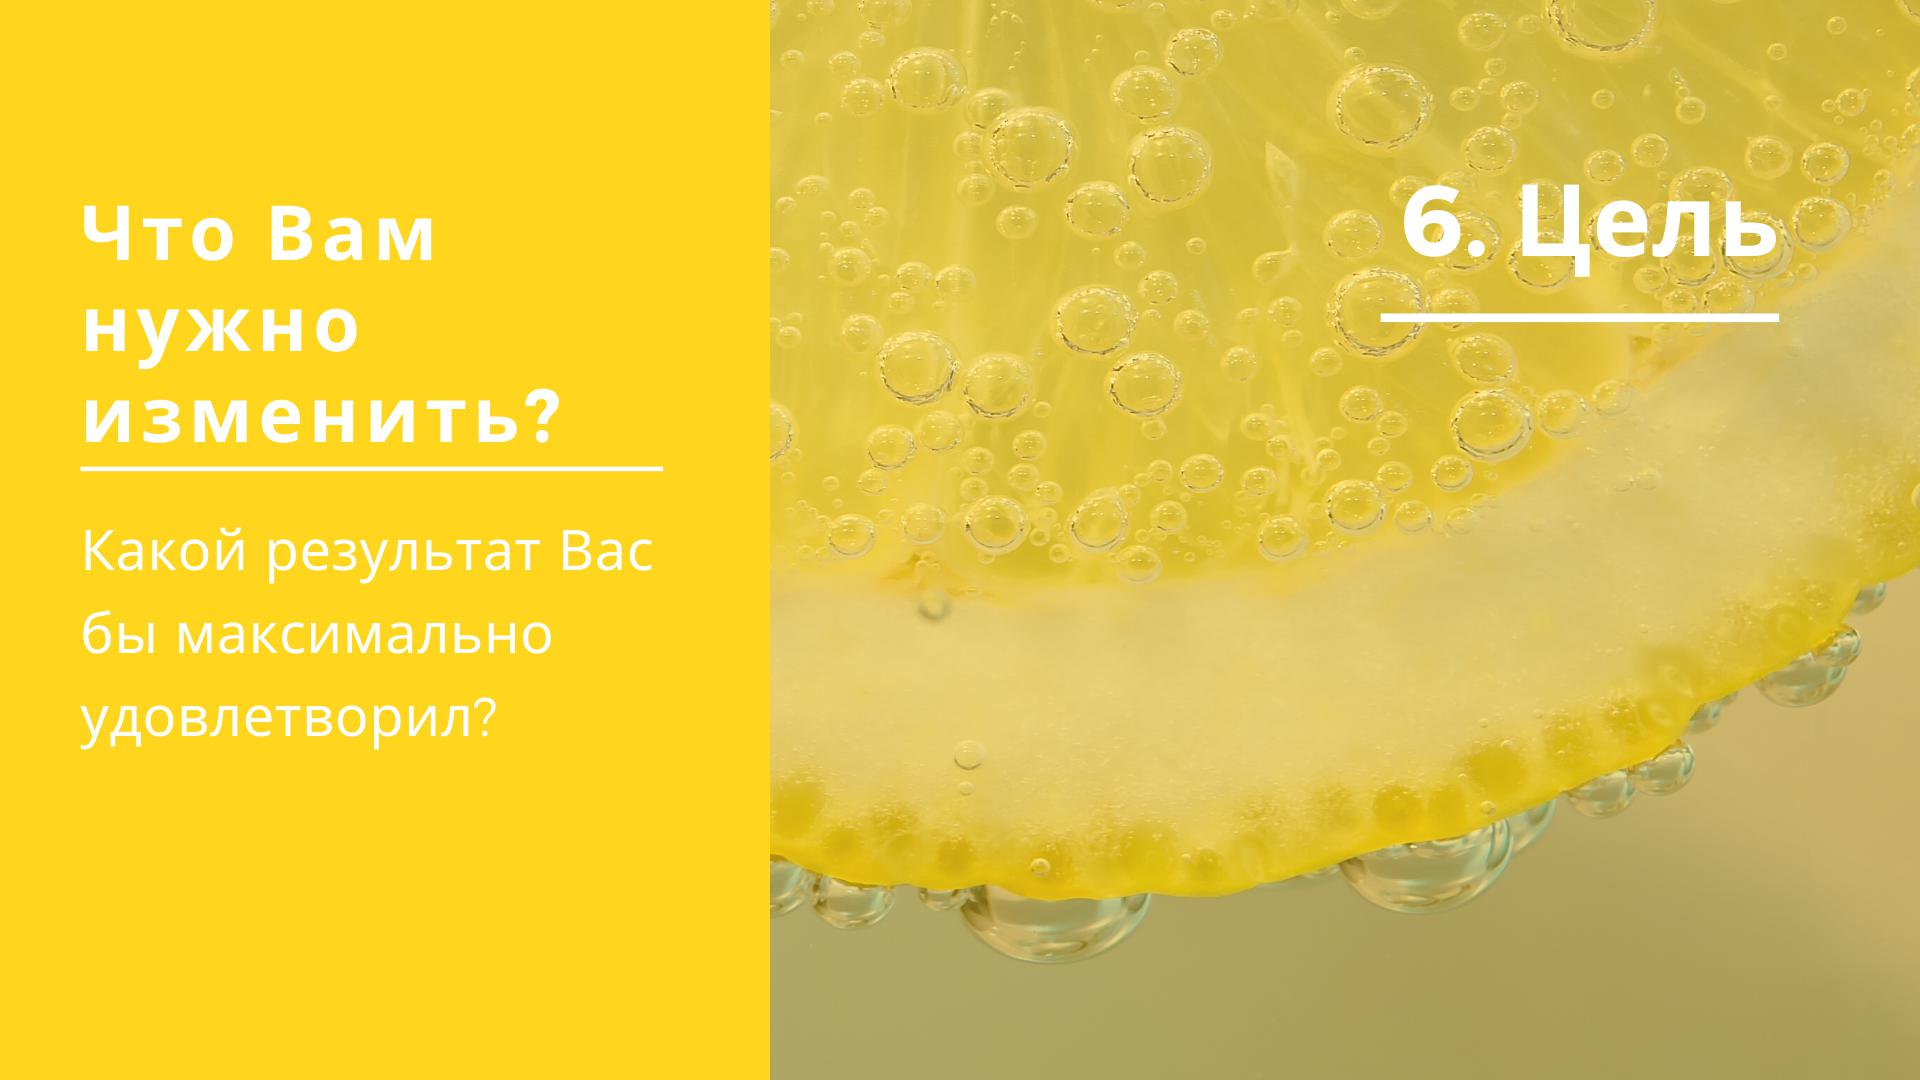 Что Вам
нужно
изменить?
Какой результат Вас
бы максимально
удовлетворил?
6. Цель